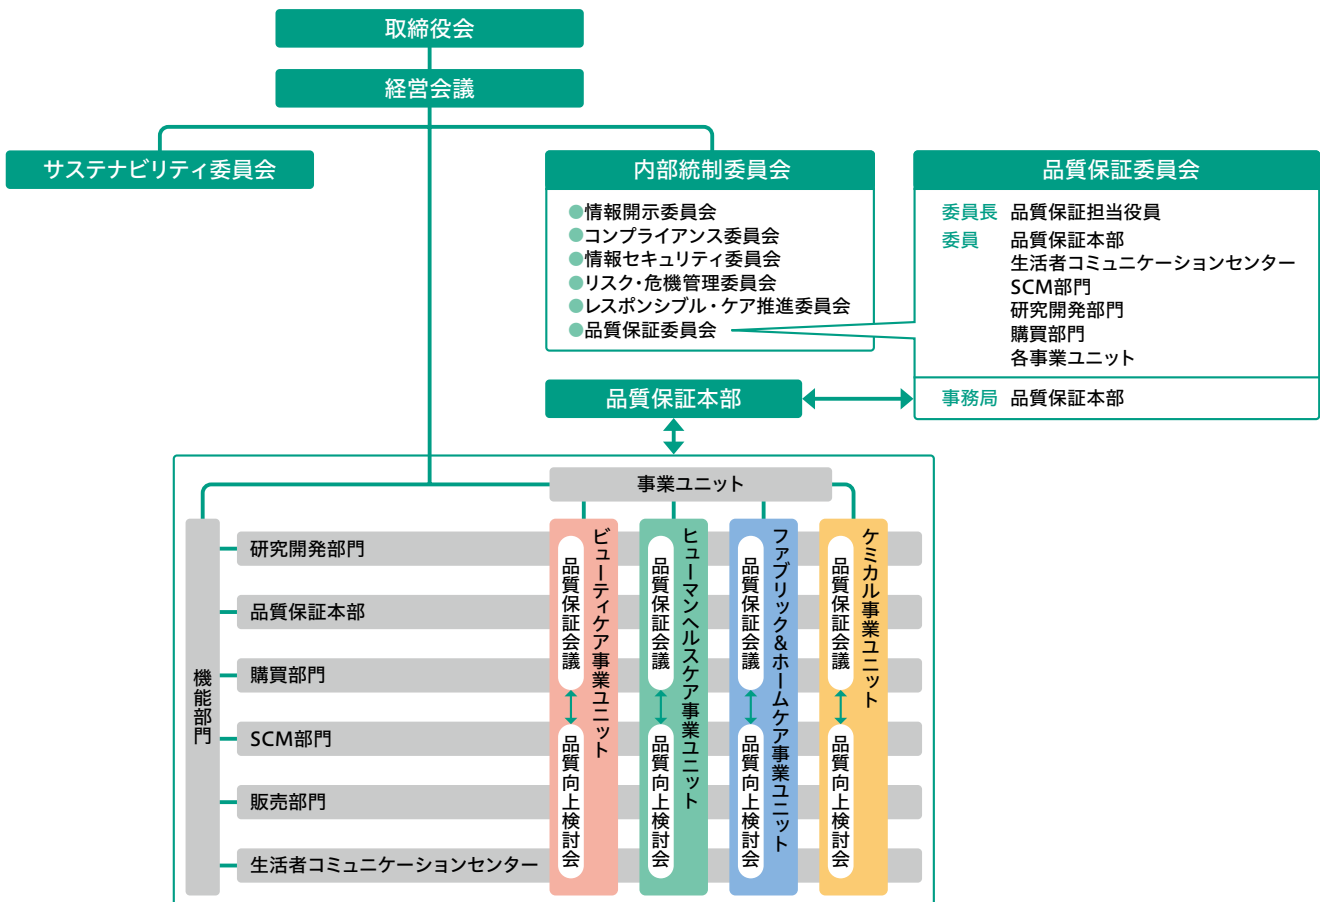 取締役会
経営会議
サステナビリティ委員会
内部統制委員会
●情報開示委員会
●コンプライアンス委員会
●情報セキュリティ委員会
●リスク・危機管理委員会
●レスポンシブル・ケア推進委員会
●品質保証委員会
品質保証委員会
委員長 品質保証担当役員
委員 品質保証本部
生活者コミュニケーションセンター
SCM部門
研究開発部門
購買部門
各事業ユニット
事務局 品質保証本部
品質保証本部
事業ユニット
機能部門
研究開発部門
品質保証本部
購買部門
SCM部門
販売部門
生活者コミュニケーションセンター
ビューティケア事業ユニット
品質保証会議
品質向上検討会
ヒューマンヘルスケア事業ユニット
品質保証会議
品質向上検討会
ファブリック&ホームケア事業ユニット
品質保証会議
品質向上検討会
ケミカル事業ユニット
品質保証会議
品質向上検討会